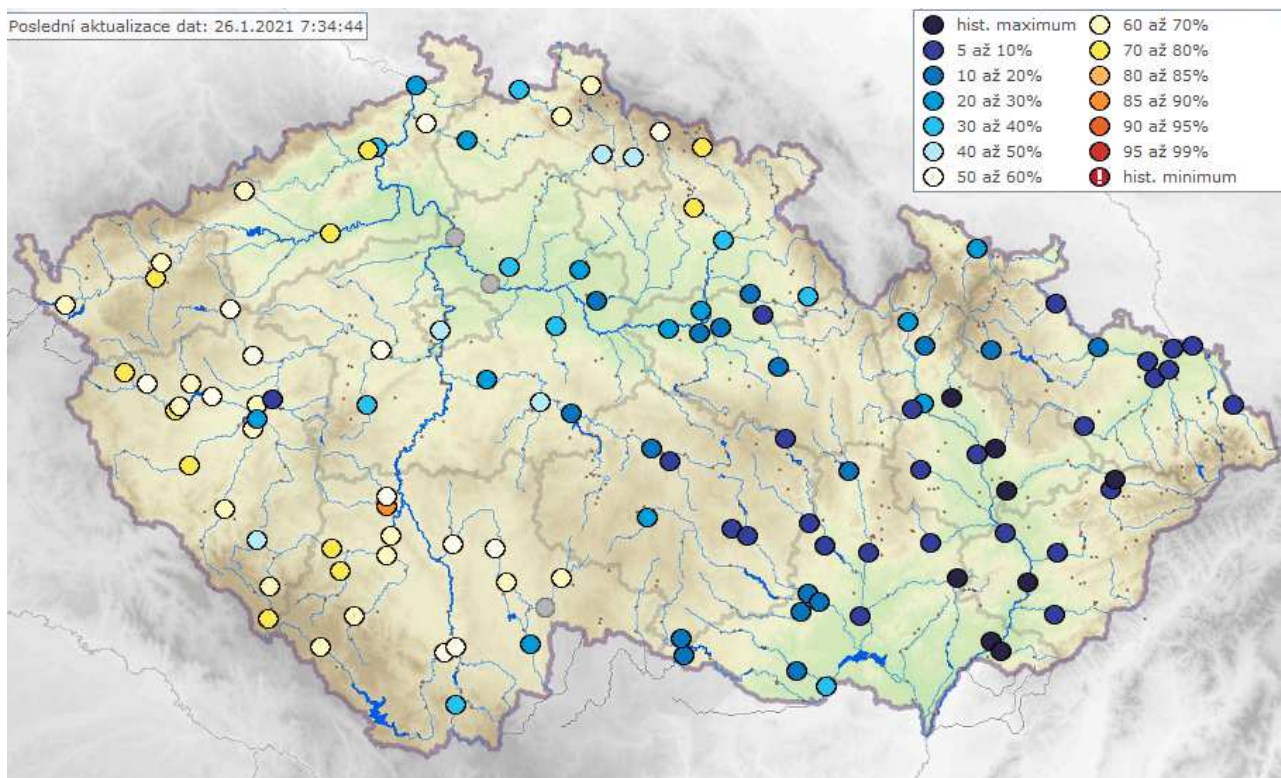 Poslední aktualizace dat: 26.1.2021 7:34:44
hist. maximum
5 až 10%
10 až 20%
20 až 30%
30 až 40%
40 až 50%
50 až 60%
60 až 70%
70 až 80%
80 až 85%
85 až 90%
90 až 95%
95 až 99%
hist. minimum